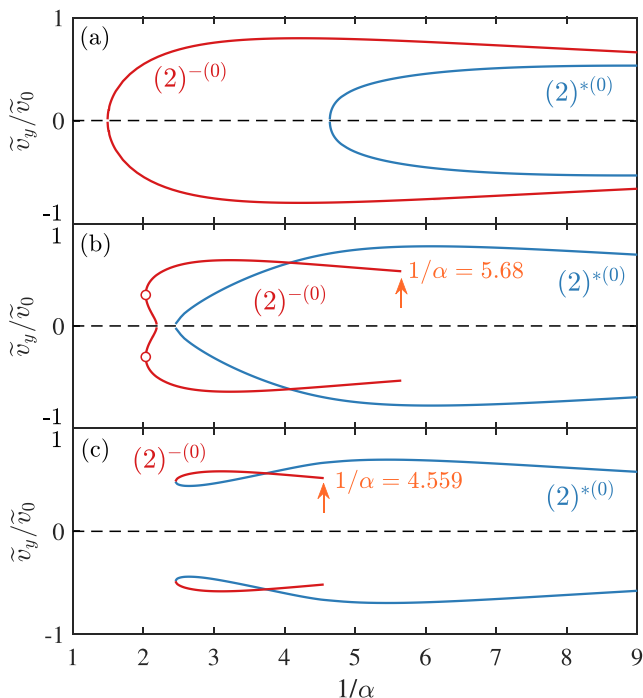 1
(a)
(2)⁻⁽⁰⁾
(2)*⁽⁰⁾
ṽ_y/ṽ_0
0
-1
(b)
1/α = 5.68
(2)⁻⁽⁰⁾
(2)*⁽⁰⁾
ṽ_y/ṽ_0
0
-1
1
(c)
(2)⁻⁽⁰⁾
1/α = 4.559
(2)*⁽⁰⁾
ṽ_y/ṽ_0
0
-1
1 2 3 4 5 6 7 8 9
1/α